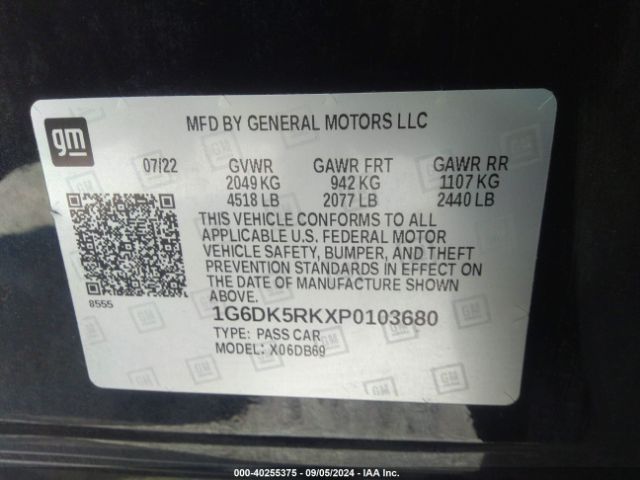 gm
MFD BY GENERAL MOTORS LLC
07/22 GVWR GAWR FRT GAWR RR
2049 KG 942 KG 1107 KG
4518 LB 2077 LB 2440 LB
THIS VEHICLE CONFORMS TO ALL
APPLICABLE U.S. FEDERAL MOTOR
VEHICLE SAFETY, BUMPER, AND THEFT
PREVENTION STANDARDS IN EFFECT ON
THE DATE OF MANUFACTURE SHOWN
ABOVE.
8555
1G6DK5RKXP0103680
TYPE: PASS CAR
MODEL: X06DB69
000-40255375 - 09/05/2024 - IAA Inc.